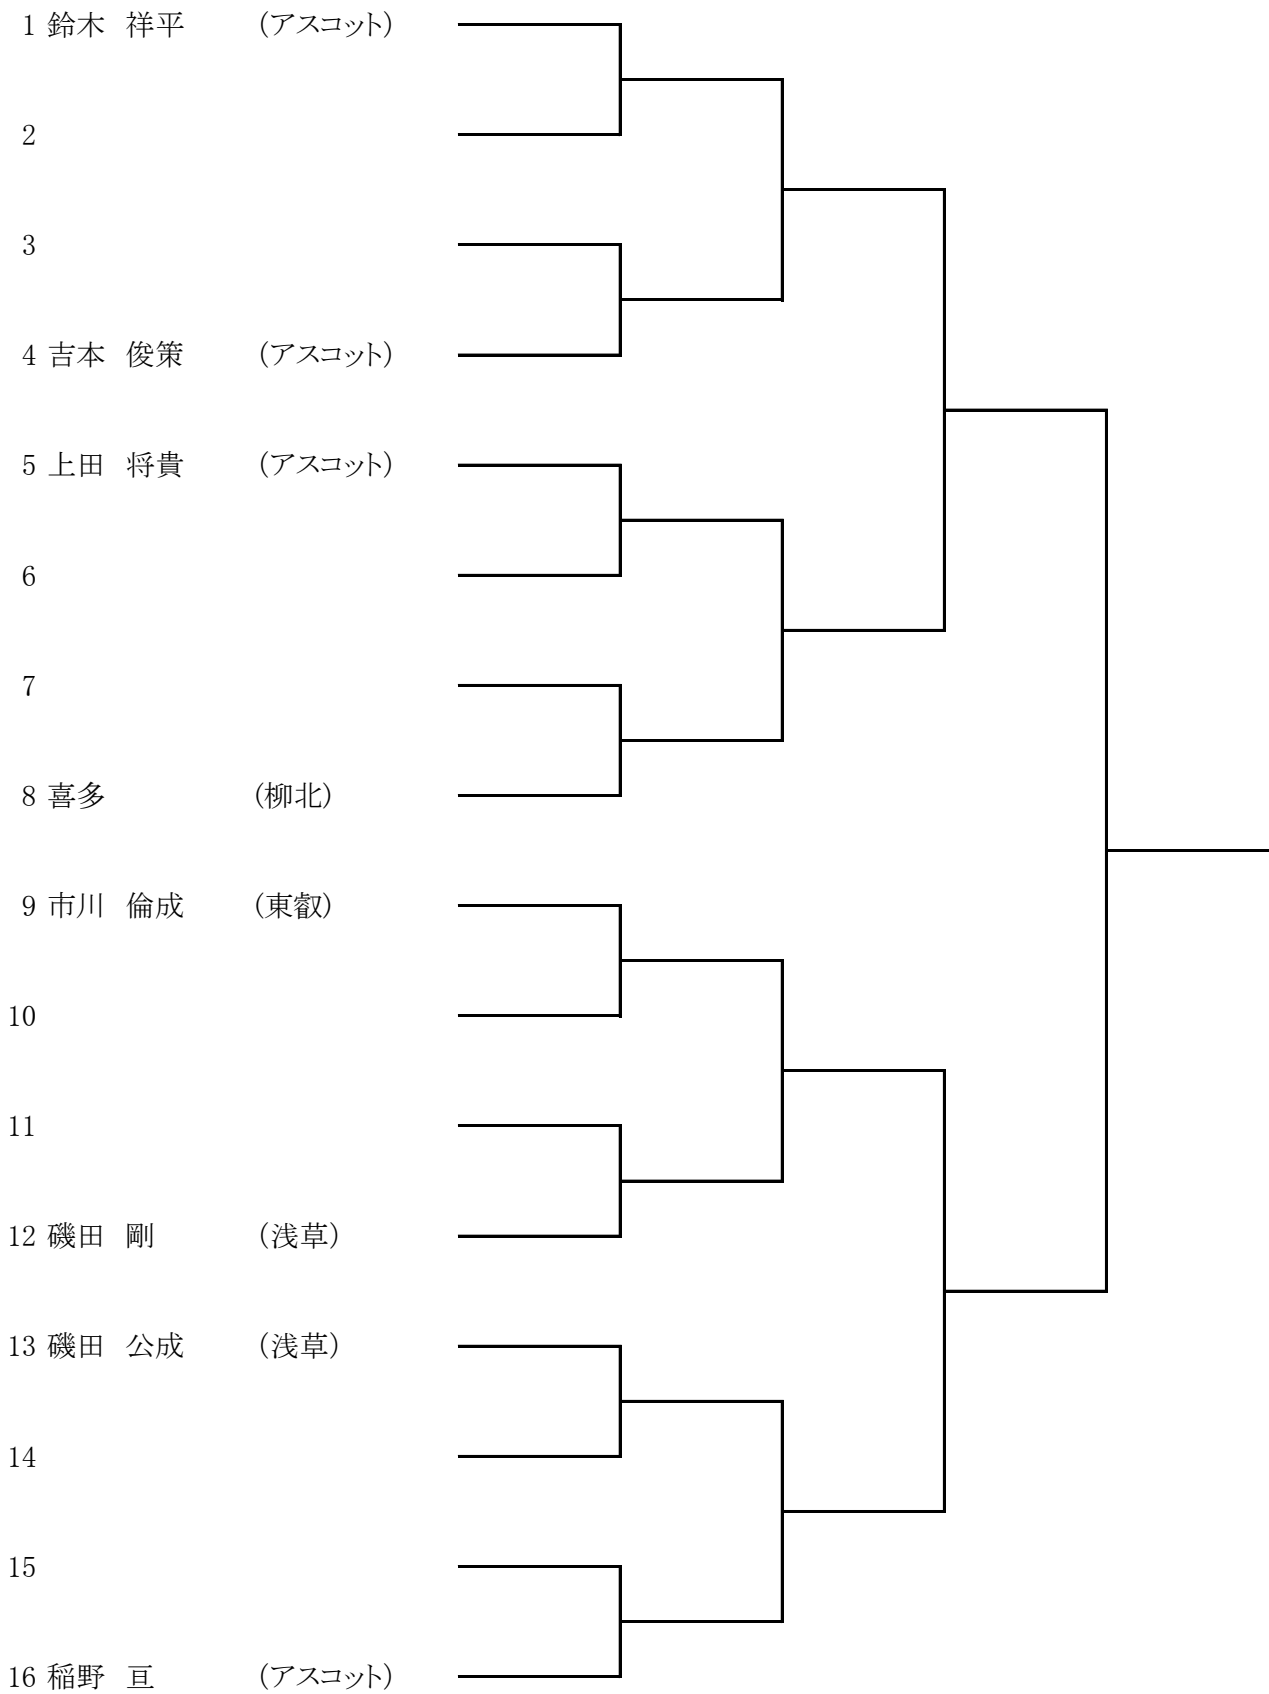 1 鈴木 祥平 (アスコット)
2
3
4 吉本 俊策 (アスコット)
5 上田 将貴 (アスコット)
6
7
8 喜多 (柳北)
9 市川 倫成 (東叡)
10
11
12 磯田 剛 (浅草)
13 磯田 公成 (浅草)
14
15
16 稲野 亘 (アスコット)